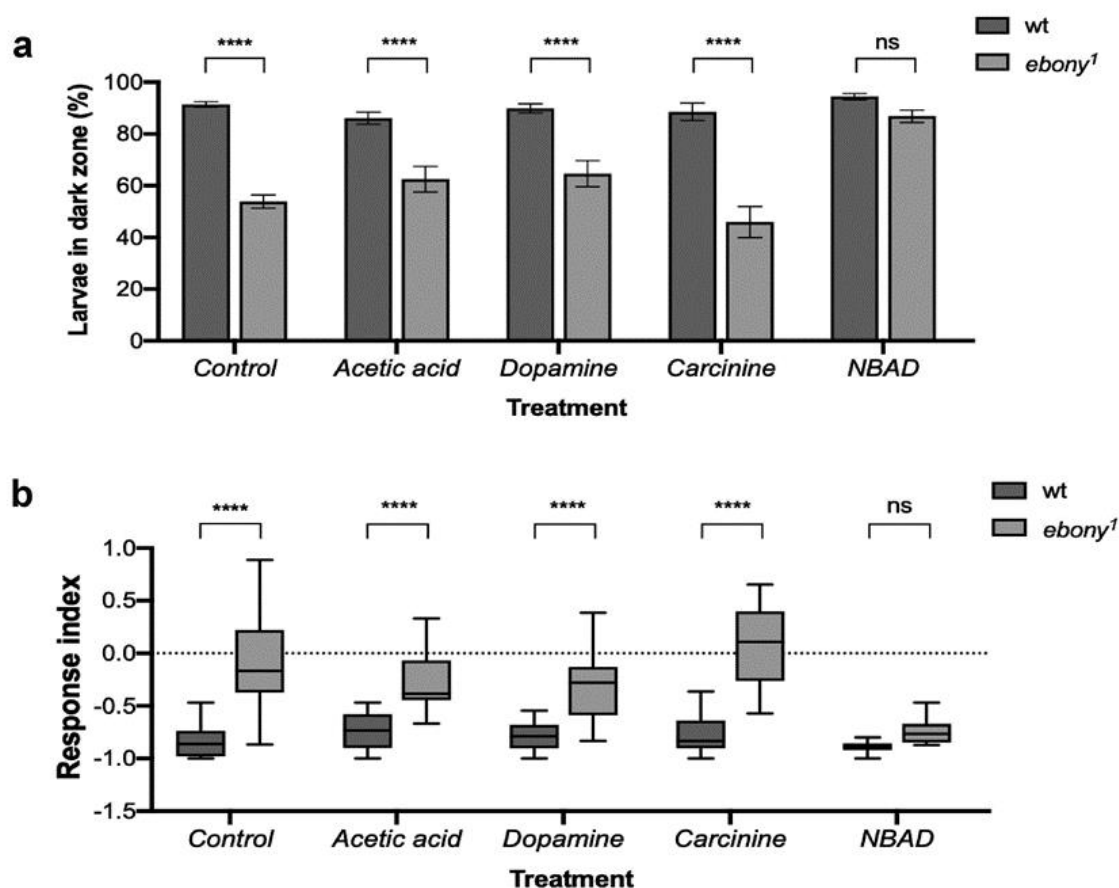 a
wt
ebony1
**** **** **** **** ns
Larvae in dark zone (%)
100
80
60
40
20
0
Control Acetic acid Dopamine Carcinine NBAD
Treatment
b
wt
ebony1
**** **** **** **** ns
Response index
1.0
0.5
0.0
-0.5
-1.0
-1.5
Control Acetic acid Dopamine Carcinine NBAD
Treatment